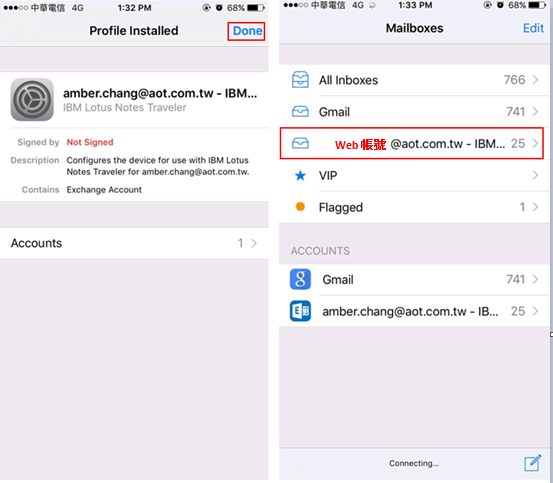 中華電信 4G 1:32 PM 68%
Profile Installed Done
amber.chang@aot.com.tw - IBM...
IBM Lotus Notes Traveler
Signed by Not Signed
Description Configures the device for use with IBM Lotus
Notes Traveler for amber.chang@aot.com.tw.
Contains Exchange Account
Accounts 1
中華電信 4G 1:33 PM 68%
Mailboxes Edit
All Inboxes 766
Gmail 741
Web 帳號 @aot.com.tw - IBM... 25
VIP
Flagged 1
ACCOUNTS
8 Gmail 741
amber.chang@aot.com.tw - IB... 25
Connecting...